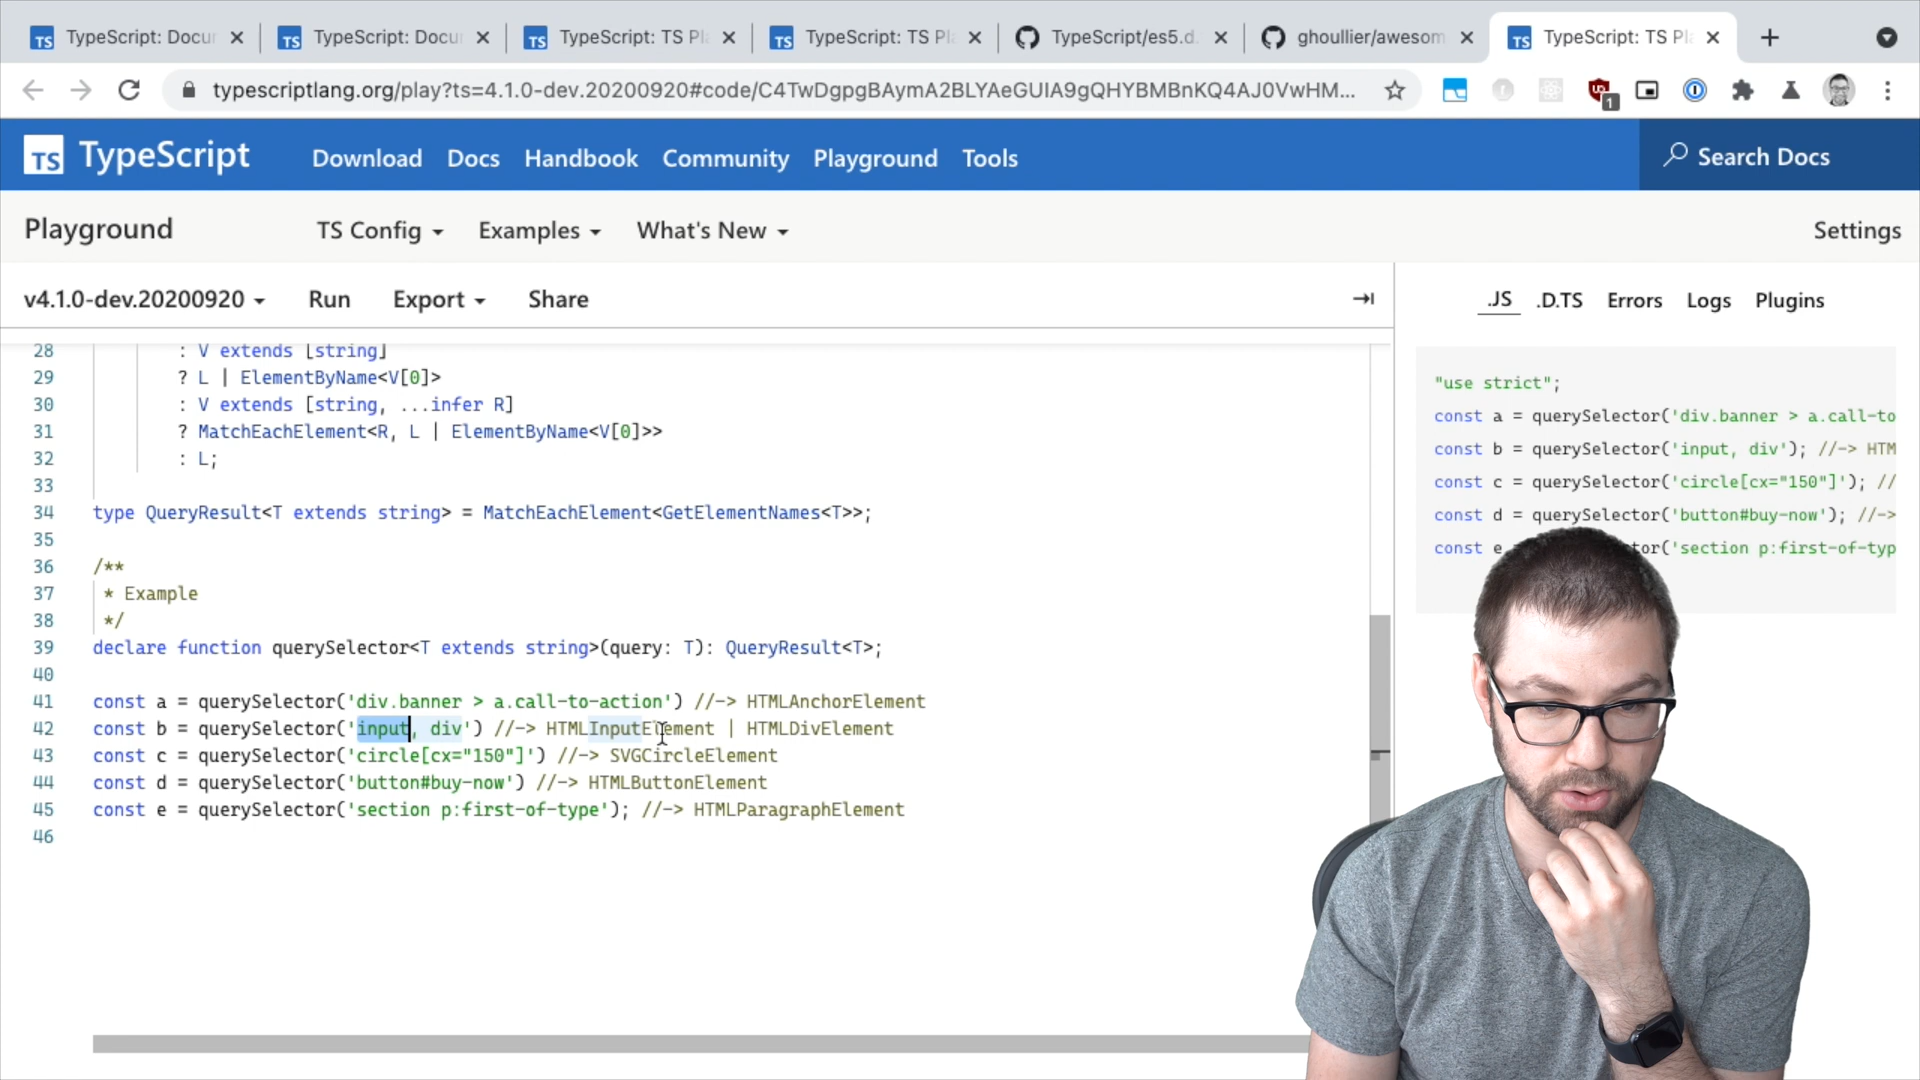 TypeScript: Docu
TypeScript: Docu
TypeScript: TS Pl
TypeScript: TS Pl
TypeScript/es5.d.
ghoullier/awesom
TypeScript: TS Pl
typescriptlang.org/play?ts=4.1.0-dev.20200920#code/C4TwDgpgBAymA2BLYAeGUIA9gQHYBMBnKQ4AJ0VwHM...
1
TS TypeScript
Download
Docs
Handbook
Community
Playground
Tools
Search Docs
Playground
TS Config
Examples
What's New
Settings
v4.1.0-dev.20200920
Run
Export
Share
.JS
.D.TS
Errors
Logs
Plugins
28 : V extends [string]
29 ? L | ElementByName<V[0]>
30 : V extends [string, ...infer R]
31 ? MatchEachElement<R, L | ElementByName<V[0]>>
32 : L;
33
34 type QueryResult<T extends string> = MatchEachElement<GetElementNames<T>>;
35
36 /**
37 * Example
38 */
39 declare function querySelector<T extends string>(query: T): QueryResult<T>;
40
41 const a = querySelector('div.banner > a.call-to-action') //-> HTMLAnchorElement
42 const b = querySelector('input, div') //-> HTMLInputElement | HTMLDivElement
43 const c = querySelector('circle[cx="150"]') //-> SVGCircleElement
44 const d = querySelector('button#buy-now') //-> HTMLButtonElement
45 const e = querySelector('section p:first-of-type'); //-> HTMLParagraphElement
46
"use strict";
const a = querySelector('div.banner > a.call-to
const b = querySelector('input, div'); //-> HTM
const c = querySelector('circle[cx="150"]'); //
const d = querySelector('button#buy-now'); //->
const e tor('section p:first-of-typ